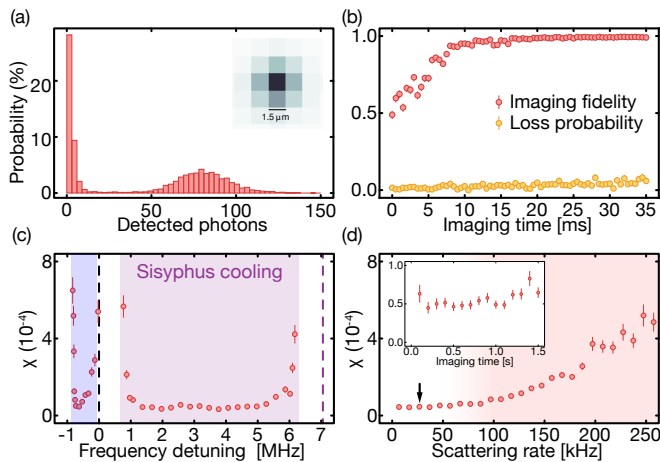 (a)
Probability (%)
20
10
0
0 50 100 150
Detected photons
1.5 μm
(b)
1.0
0.5
0.0
Imaging fidelity
Loss probability
0 5 10 15 20 25 30 35
Imaging time [ms]
(c)
χ (10⁻⁴)
8
4
0
Sisyphus cooling
-1 0 1 2 3 4 5 6 7
Frequency detuning [MHz]
(d)
χ (10⁻⁴)
8
4
0
1.0
0.5
0.0
0.0 0.5 1.0 1.5
Imaging time [s]
0 50 100 150 200 250
Scattering rate [kHz]